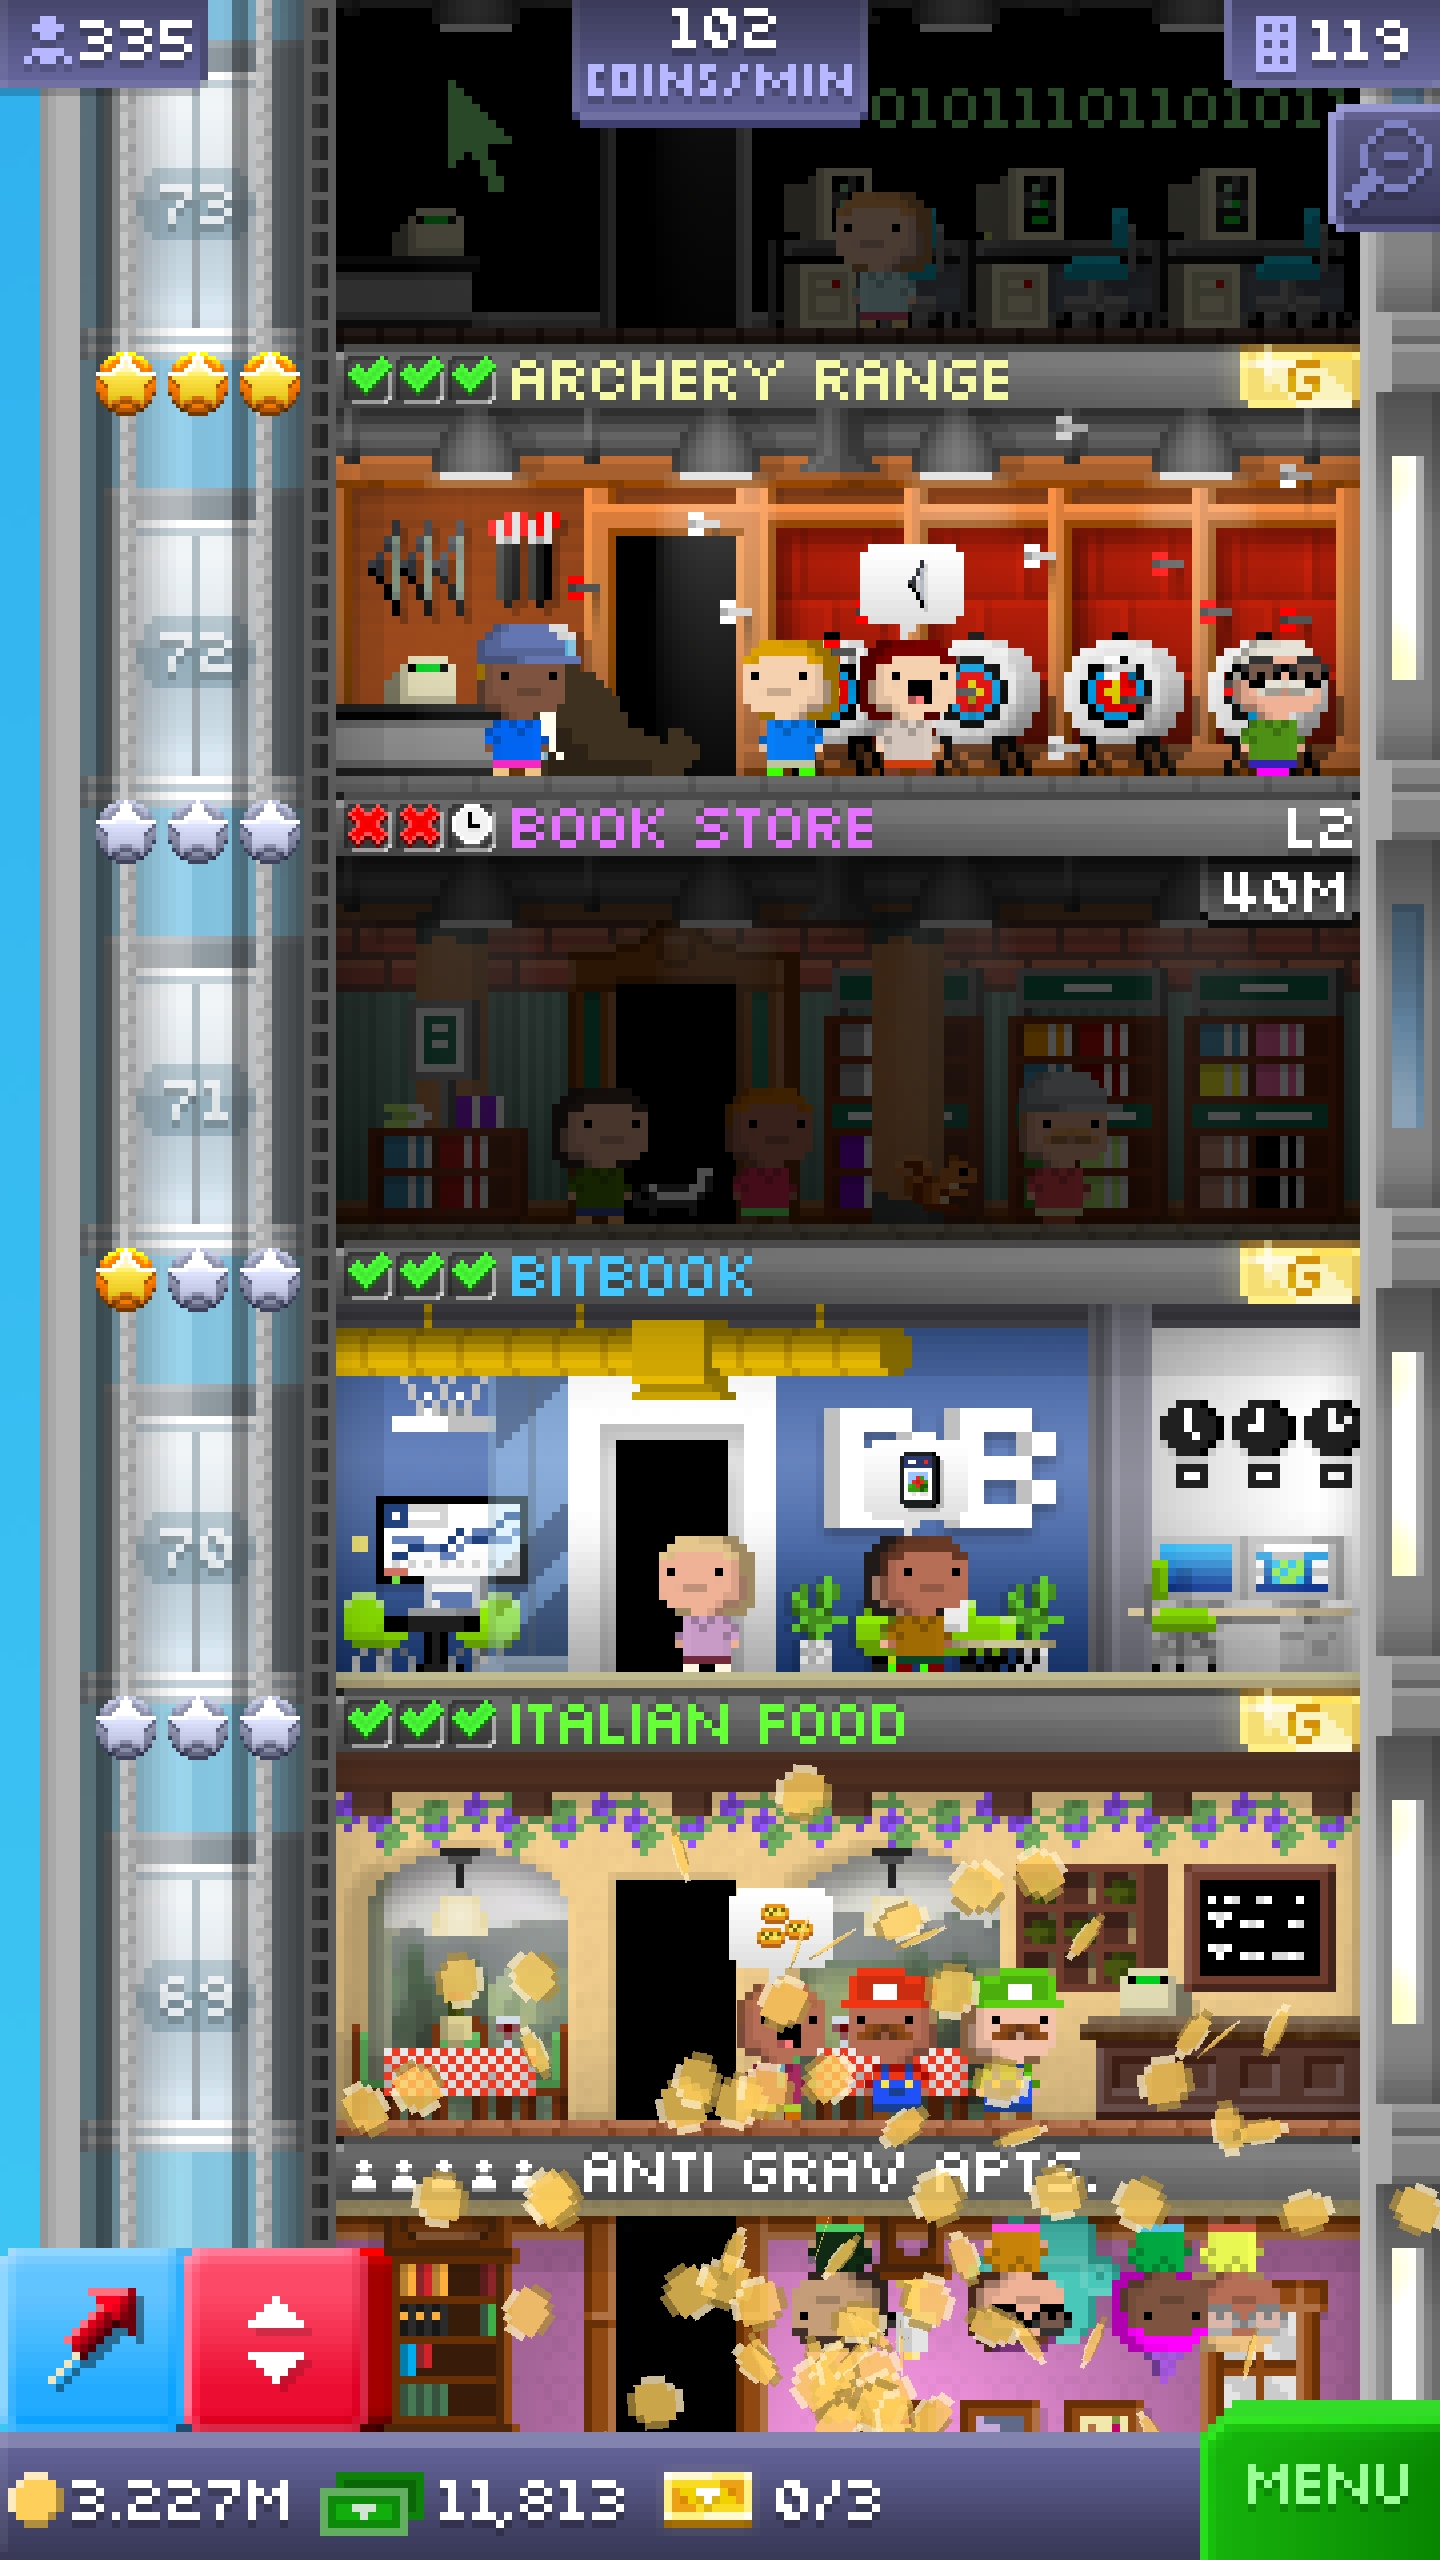 335
102
COINS/MIN
119
01011101101011
73
ARCHERY RANGE G
72
BOOK STORE L2
40M
B
71
BITBOOK G
70
ITALIAN FOOD G
69
ANTI GRAV APTS.
3.227M 11,813 0/3
MENU